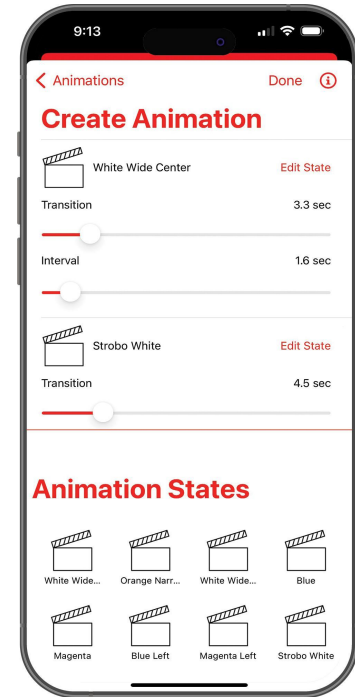 9:13
Animations Done
Create Animation
White Wide Center Edit State
Transition 3.3 sec
Interval 1.6 sec
Strobo White Edit State
Transition 4.5 sec
Animation States
White Wide... Orange Narr... White Wide... Blue
Magenta Blue Left Magenta Left Strobo White